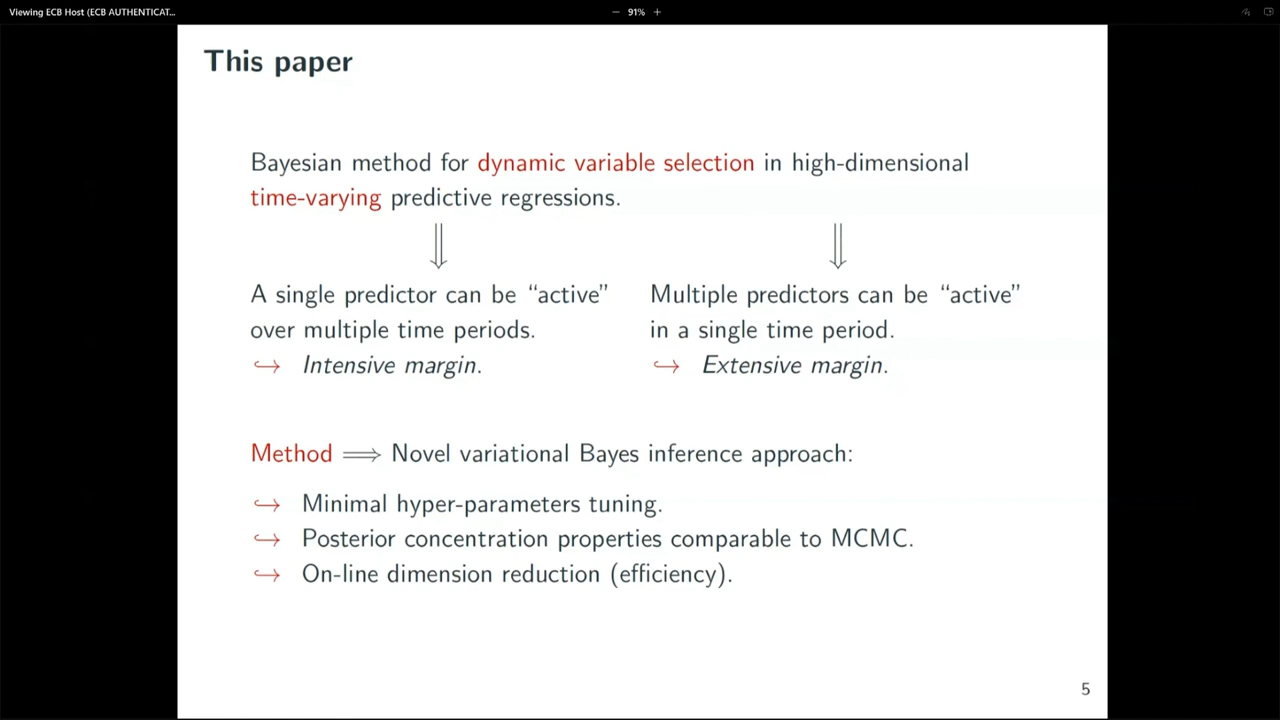 Viewing ECB Host (ECB AUTHENTICAT...
− 91% +
This paper
Bayesian method for dynamic variable selection in high-dimensional
time-varying predictive regressions.
⇓ ⇓
A single predictor can be “active”
over multiple time periods.
↪ Intensive margin.
Multiple predictors can be “active”
in a single time period.
↪ Extensive margin.
Method ⟹ Novel variational Bayes inference approach:
↪ Minimal hyper-parameters tuning.
↪ Posterior concentration properties comparable to MCMC.
↪ On-line dimension reduction (efficiency).
5